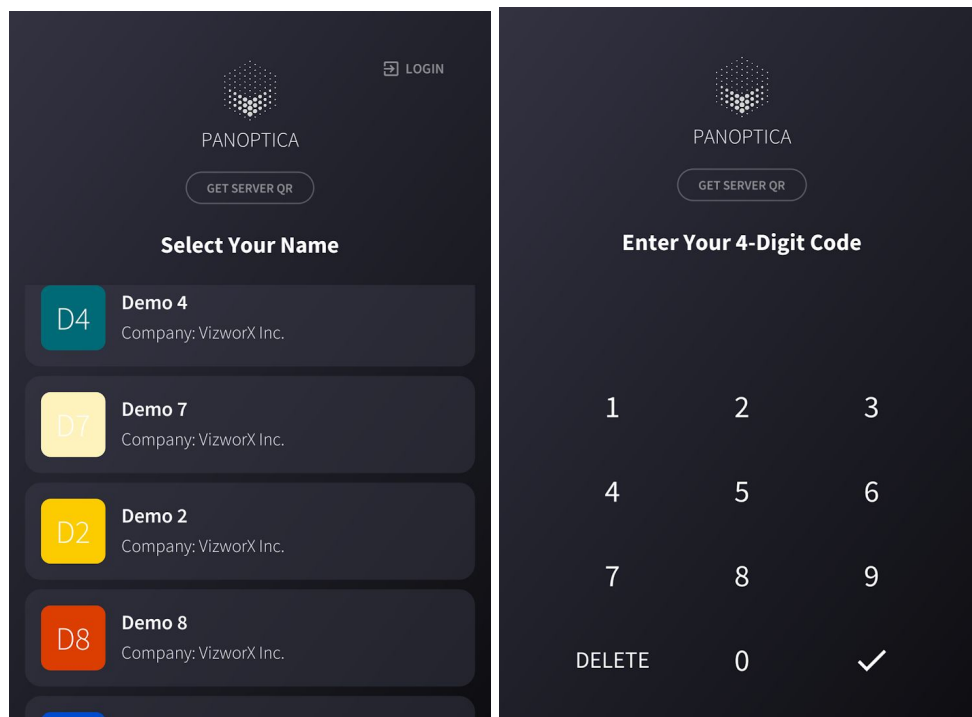 LOGIN
PANOPTICA
GET SERVER QR
Select Your Name
D4
Demo 4
Company: VizworX Inc.
D7
Demo 7
Company: VizworX Inc.
D2
Demo 2
Company: VizworX Inc.
D8
Demo 8
Company: VizworX Inc.
PANOPTICA
GET SERVER QR
Enter Your 4-Digit Code
1 2 3
4 5 6
7 8 9
DELETE 0